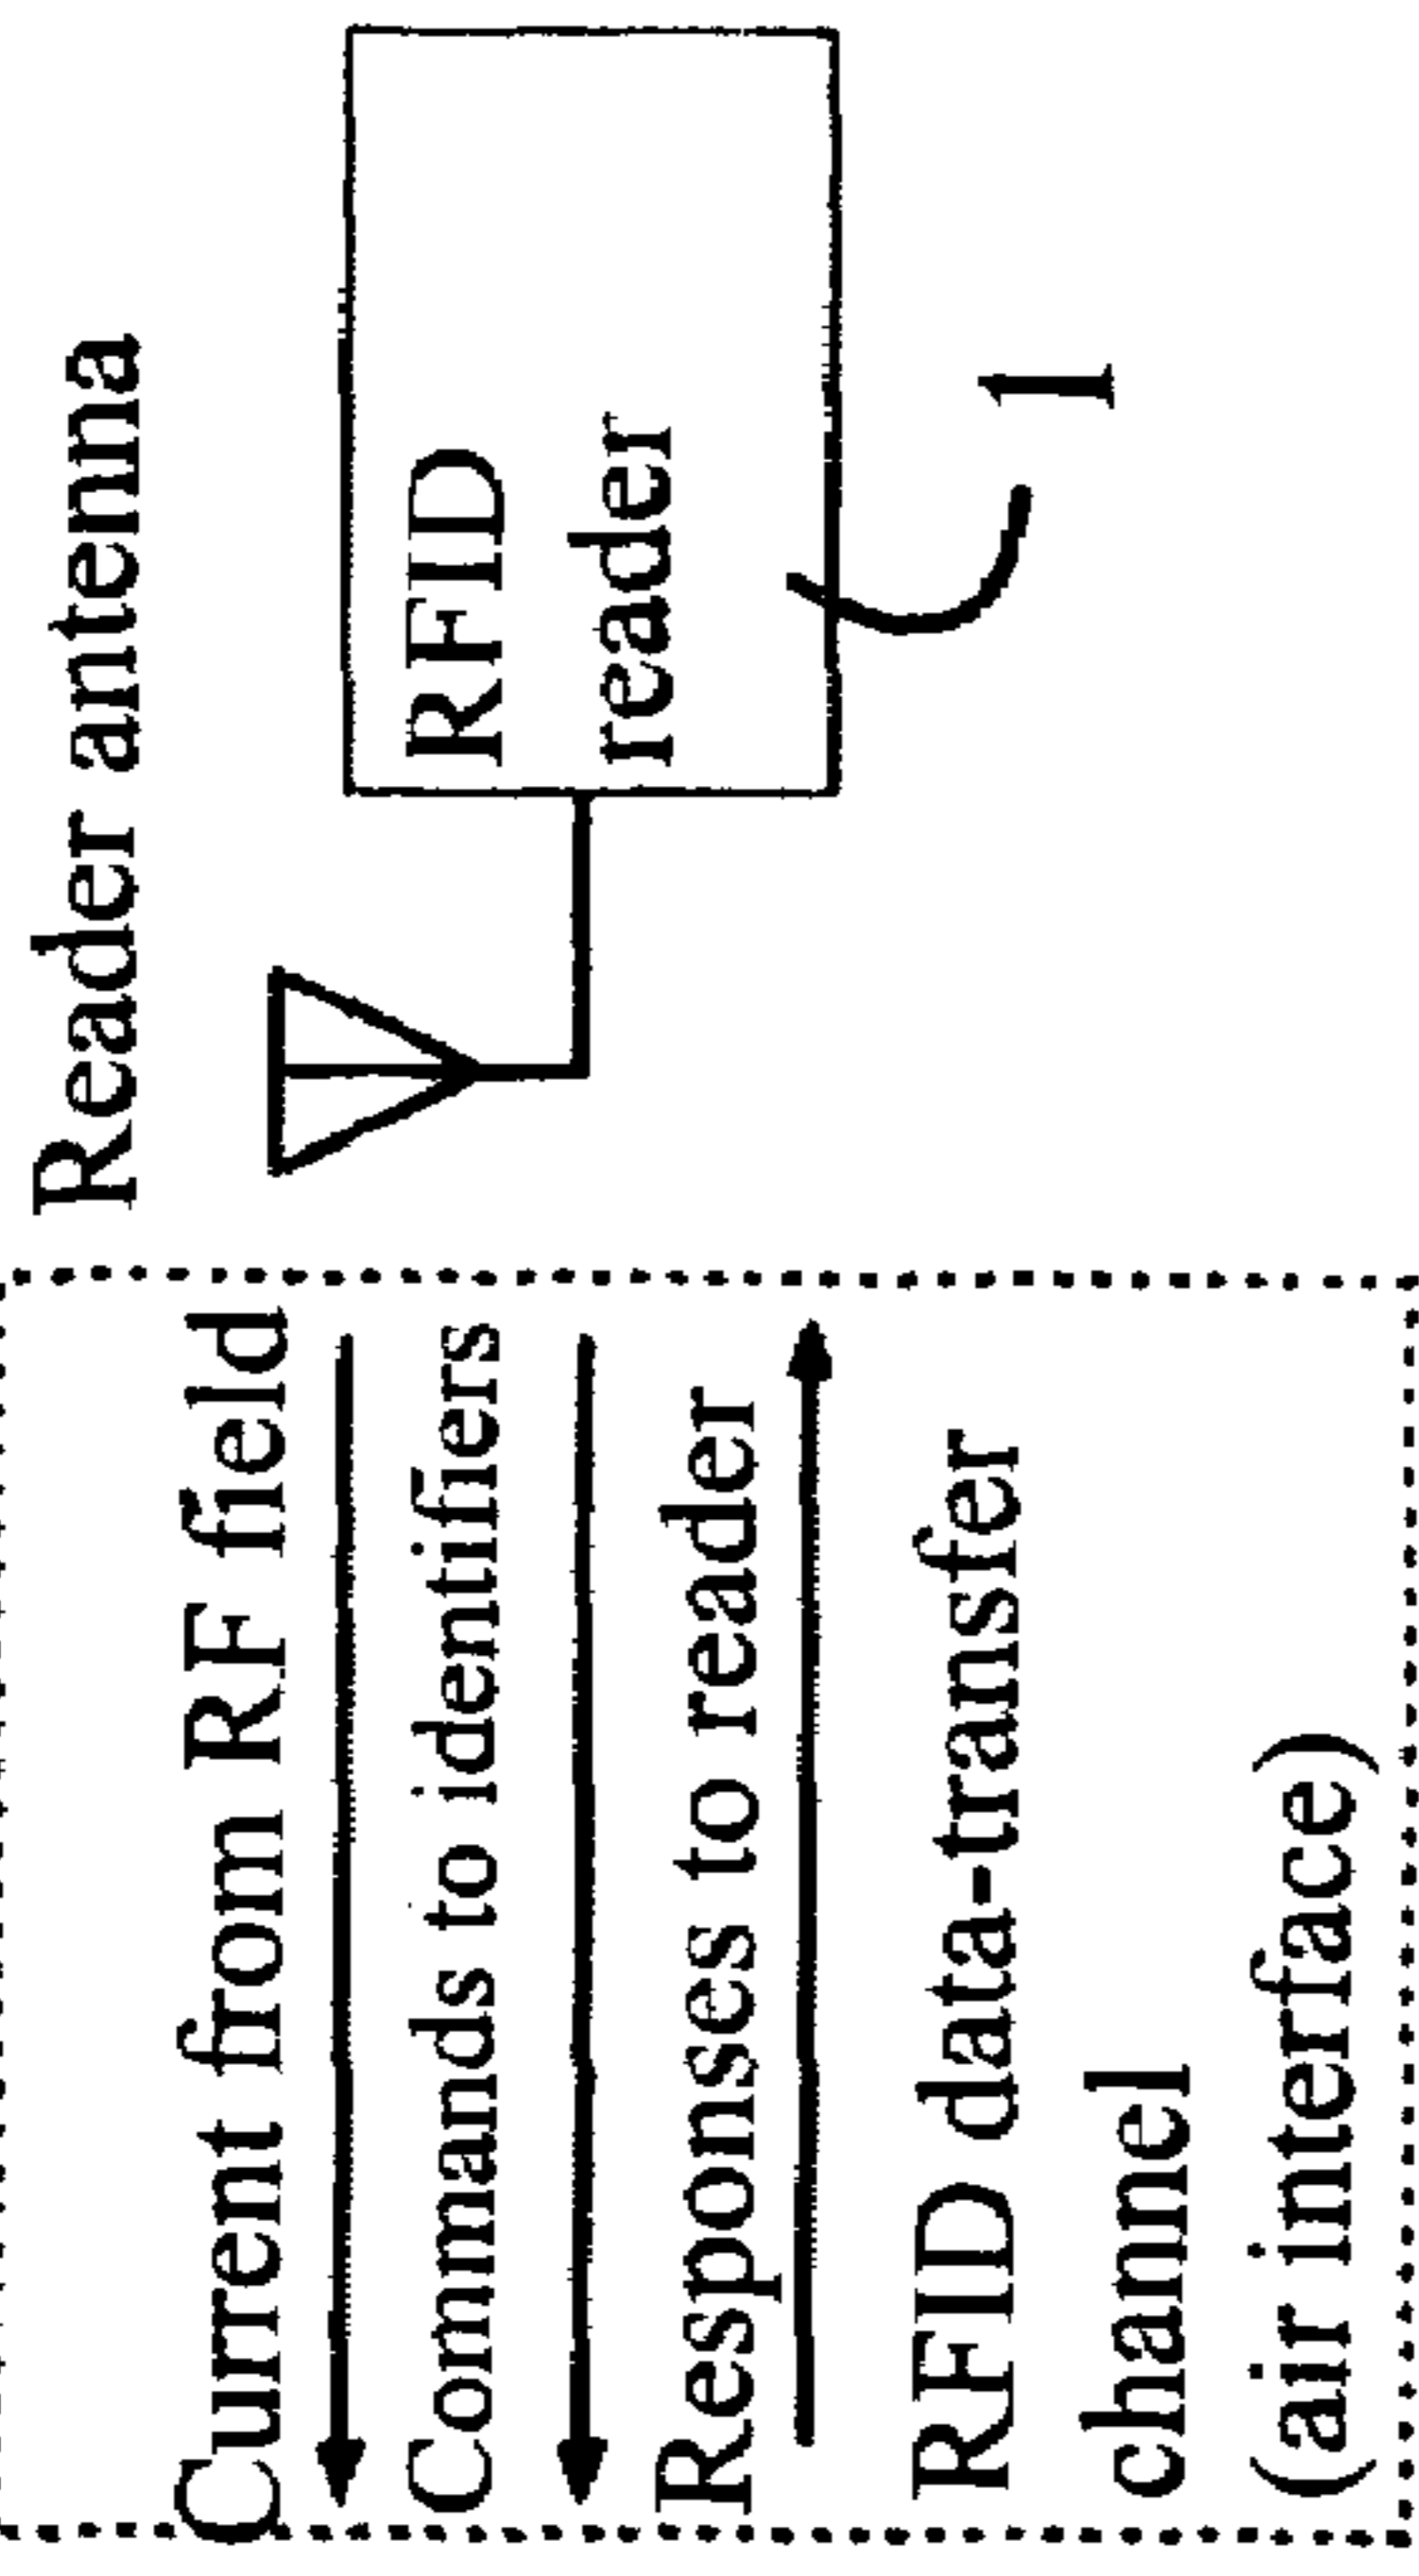 Current from RF field
Commands to identifiers
Responses to reader
RFID data-transfer
channel
(air interface)
Reader antenna
RFID
reader
1